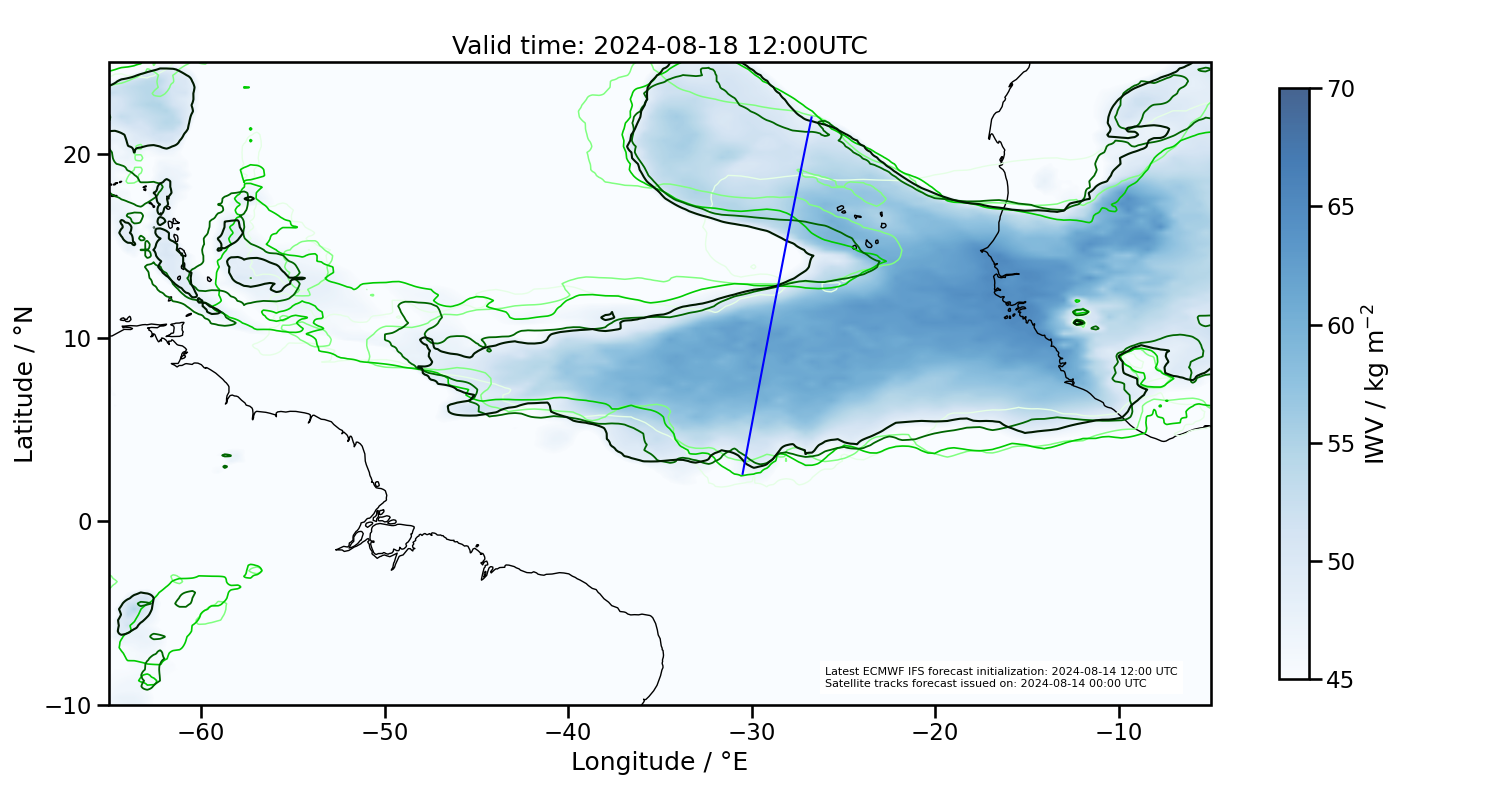 Valid time: 2024-08-18 12:00UTC
Latitude / °N
20
10
0
−10
−60
−50
−40
−30
−20
−10
Longitude / °E
Latest ECMWF IFS forecast initialization: 2024-08-14 12:00 UTC
Satellite tracks forecast issued on: 2024-08-14 00:00 UTC
70
65
60
55
50
45
IWV / kg m⁻²